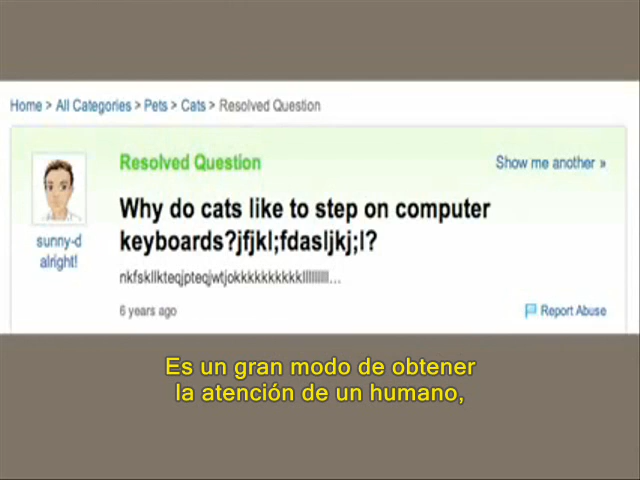 Home > All Categories > Pets > Cats > Resolved Question
Resolved Question
Show me another »
Why do cats like to step on computer
keyboards?jfjkl;fdasljkj;l?
sunny-d
alright!
nkfskllkteqjpteqjwtjokkkkkkkkkklllllllll...
6 years ago
Report Abuse
Es un gran modo de obtener
la atención de un humano,